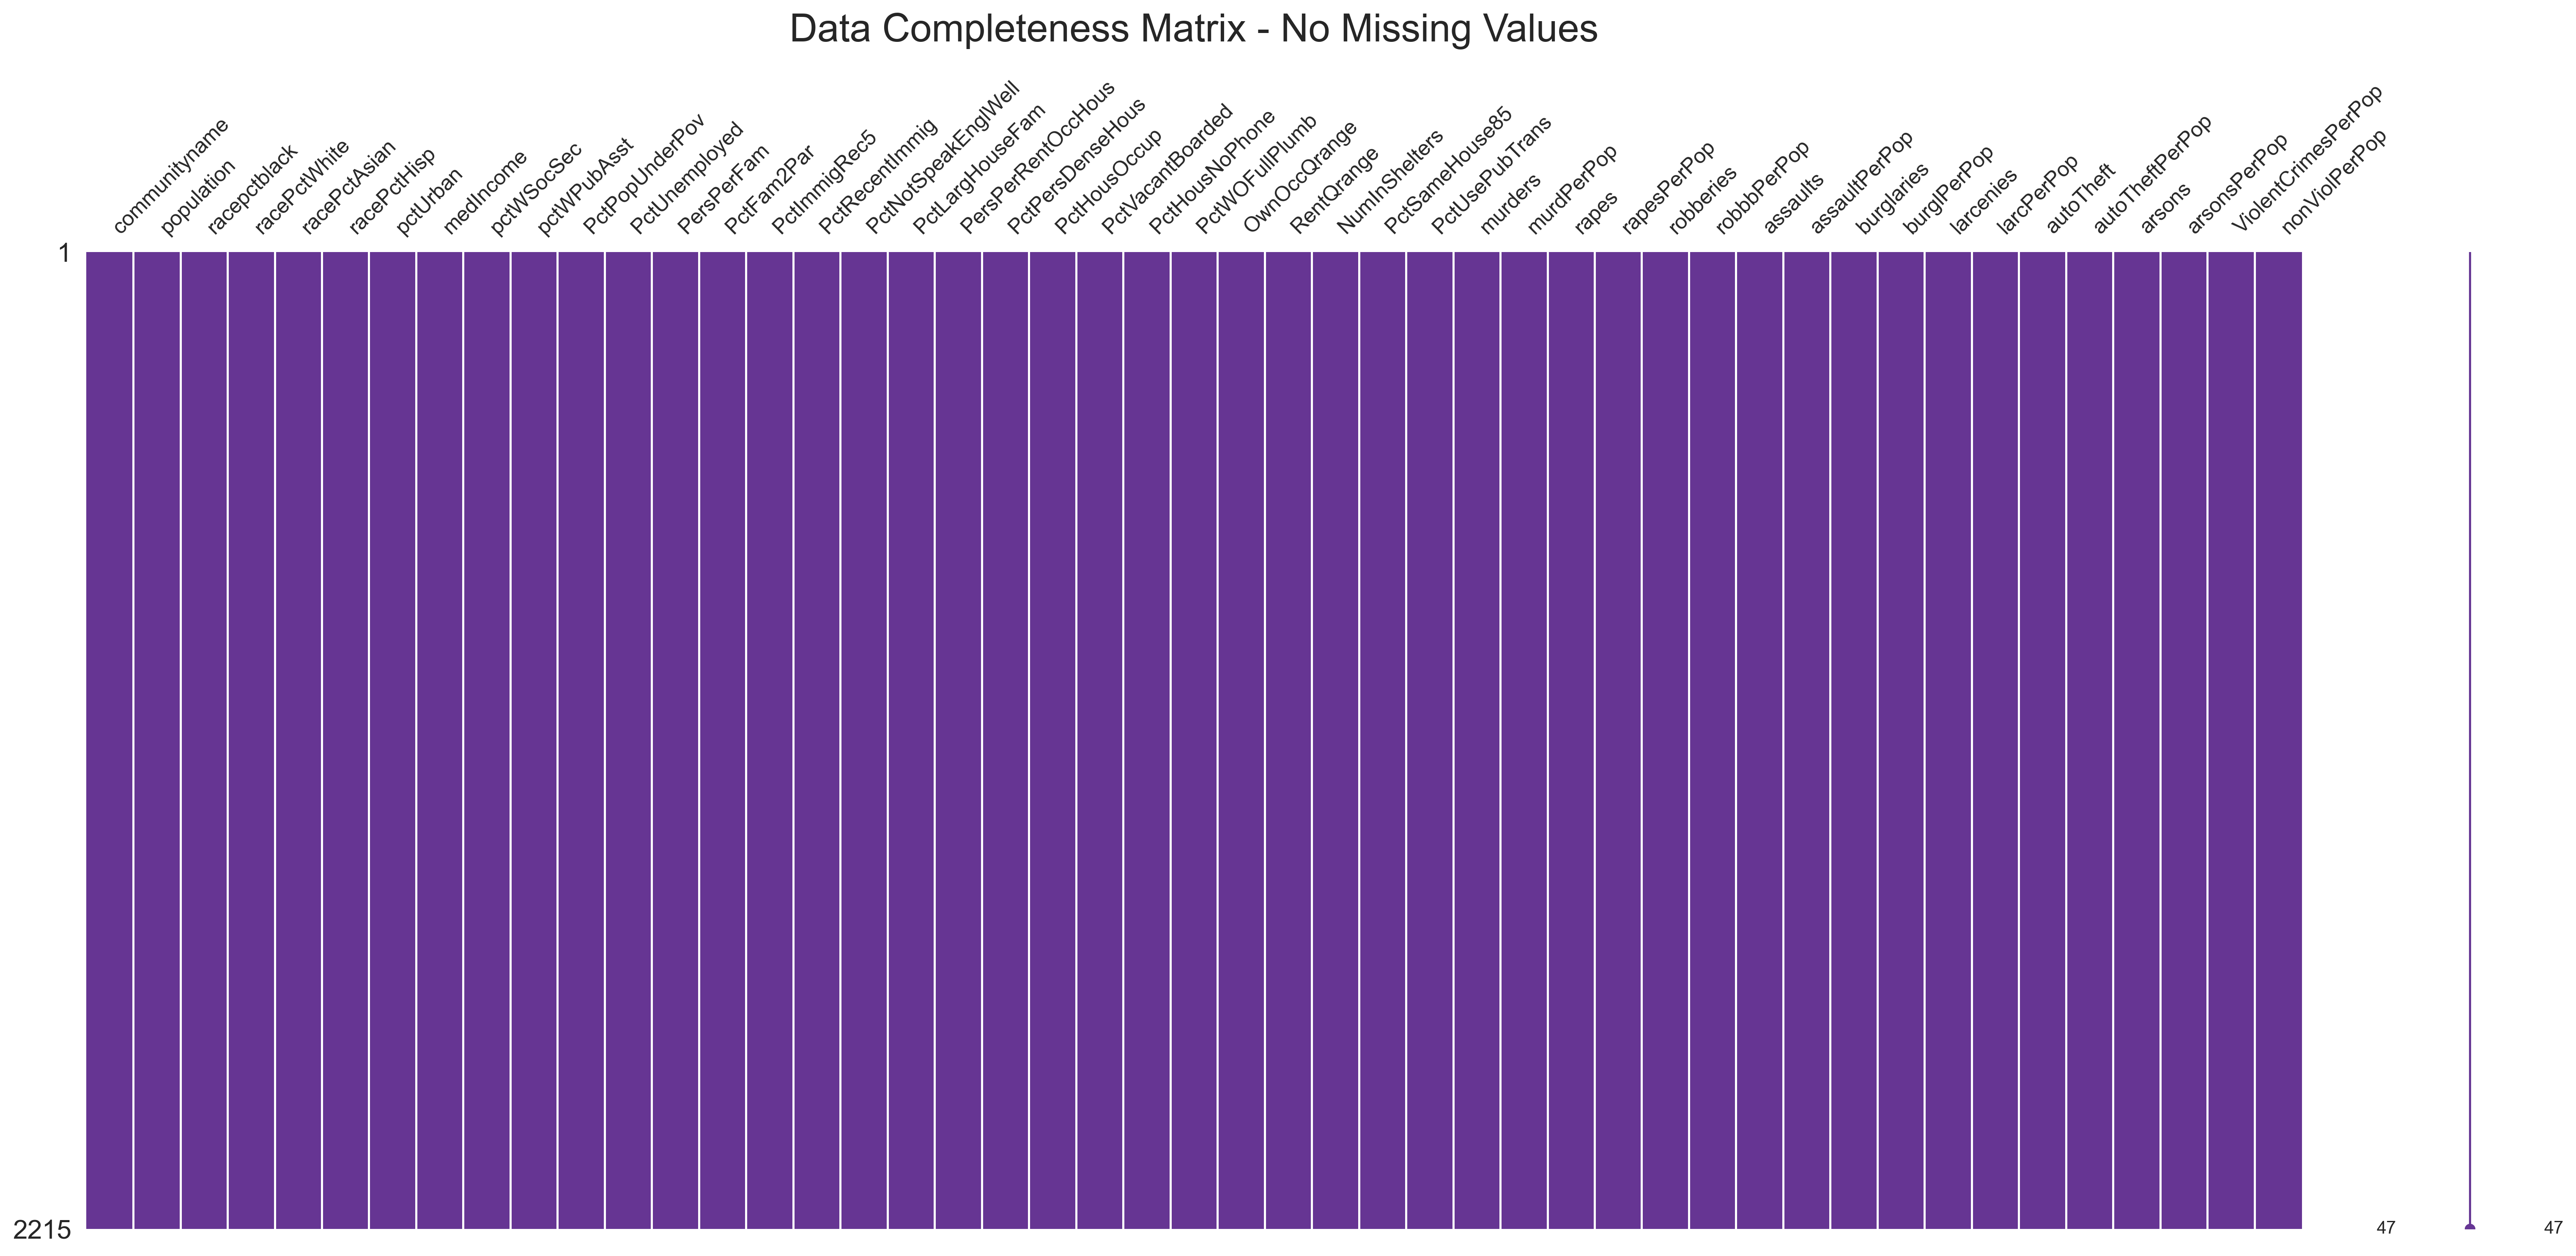 Data Completeness Matrix - No Missing Values
communityname
population
racepctblack
racePctWhite
racePctAsian
racePctHisp
pctUrban
medIncome
pctWSocSec
pctWPubAsst
PctPopUnderPov
PctUnemployed
PersPerFam
PctFam2Par
PctImmigRec5
PctRecentImmig
PctNotSpeakEnglWell
PctLargHouseFam
PersPerRentOccHous
PctPersDenseHous
PctHousOccup
PctVacantBoarded
PctHousNoPhone
PctWOFullPlumb
OwnOccQrange
RentQrange
NumInShelters
PctSameHouse85
PctUsePubTrans
murders
murdPerPop
rapes
rapesPerPop
robberies
robbbPerPop
assaults
assaultPerPop
burglaries
burglPerPop
larcenies
larcPerPop
autoTheft
autoTheftPerPop
arsons
arsonsPerPop
ViolentCrimesPerPop
nonViolPerPop
1
2215
47
47